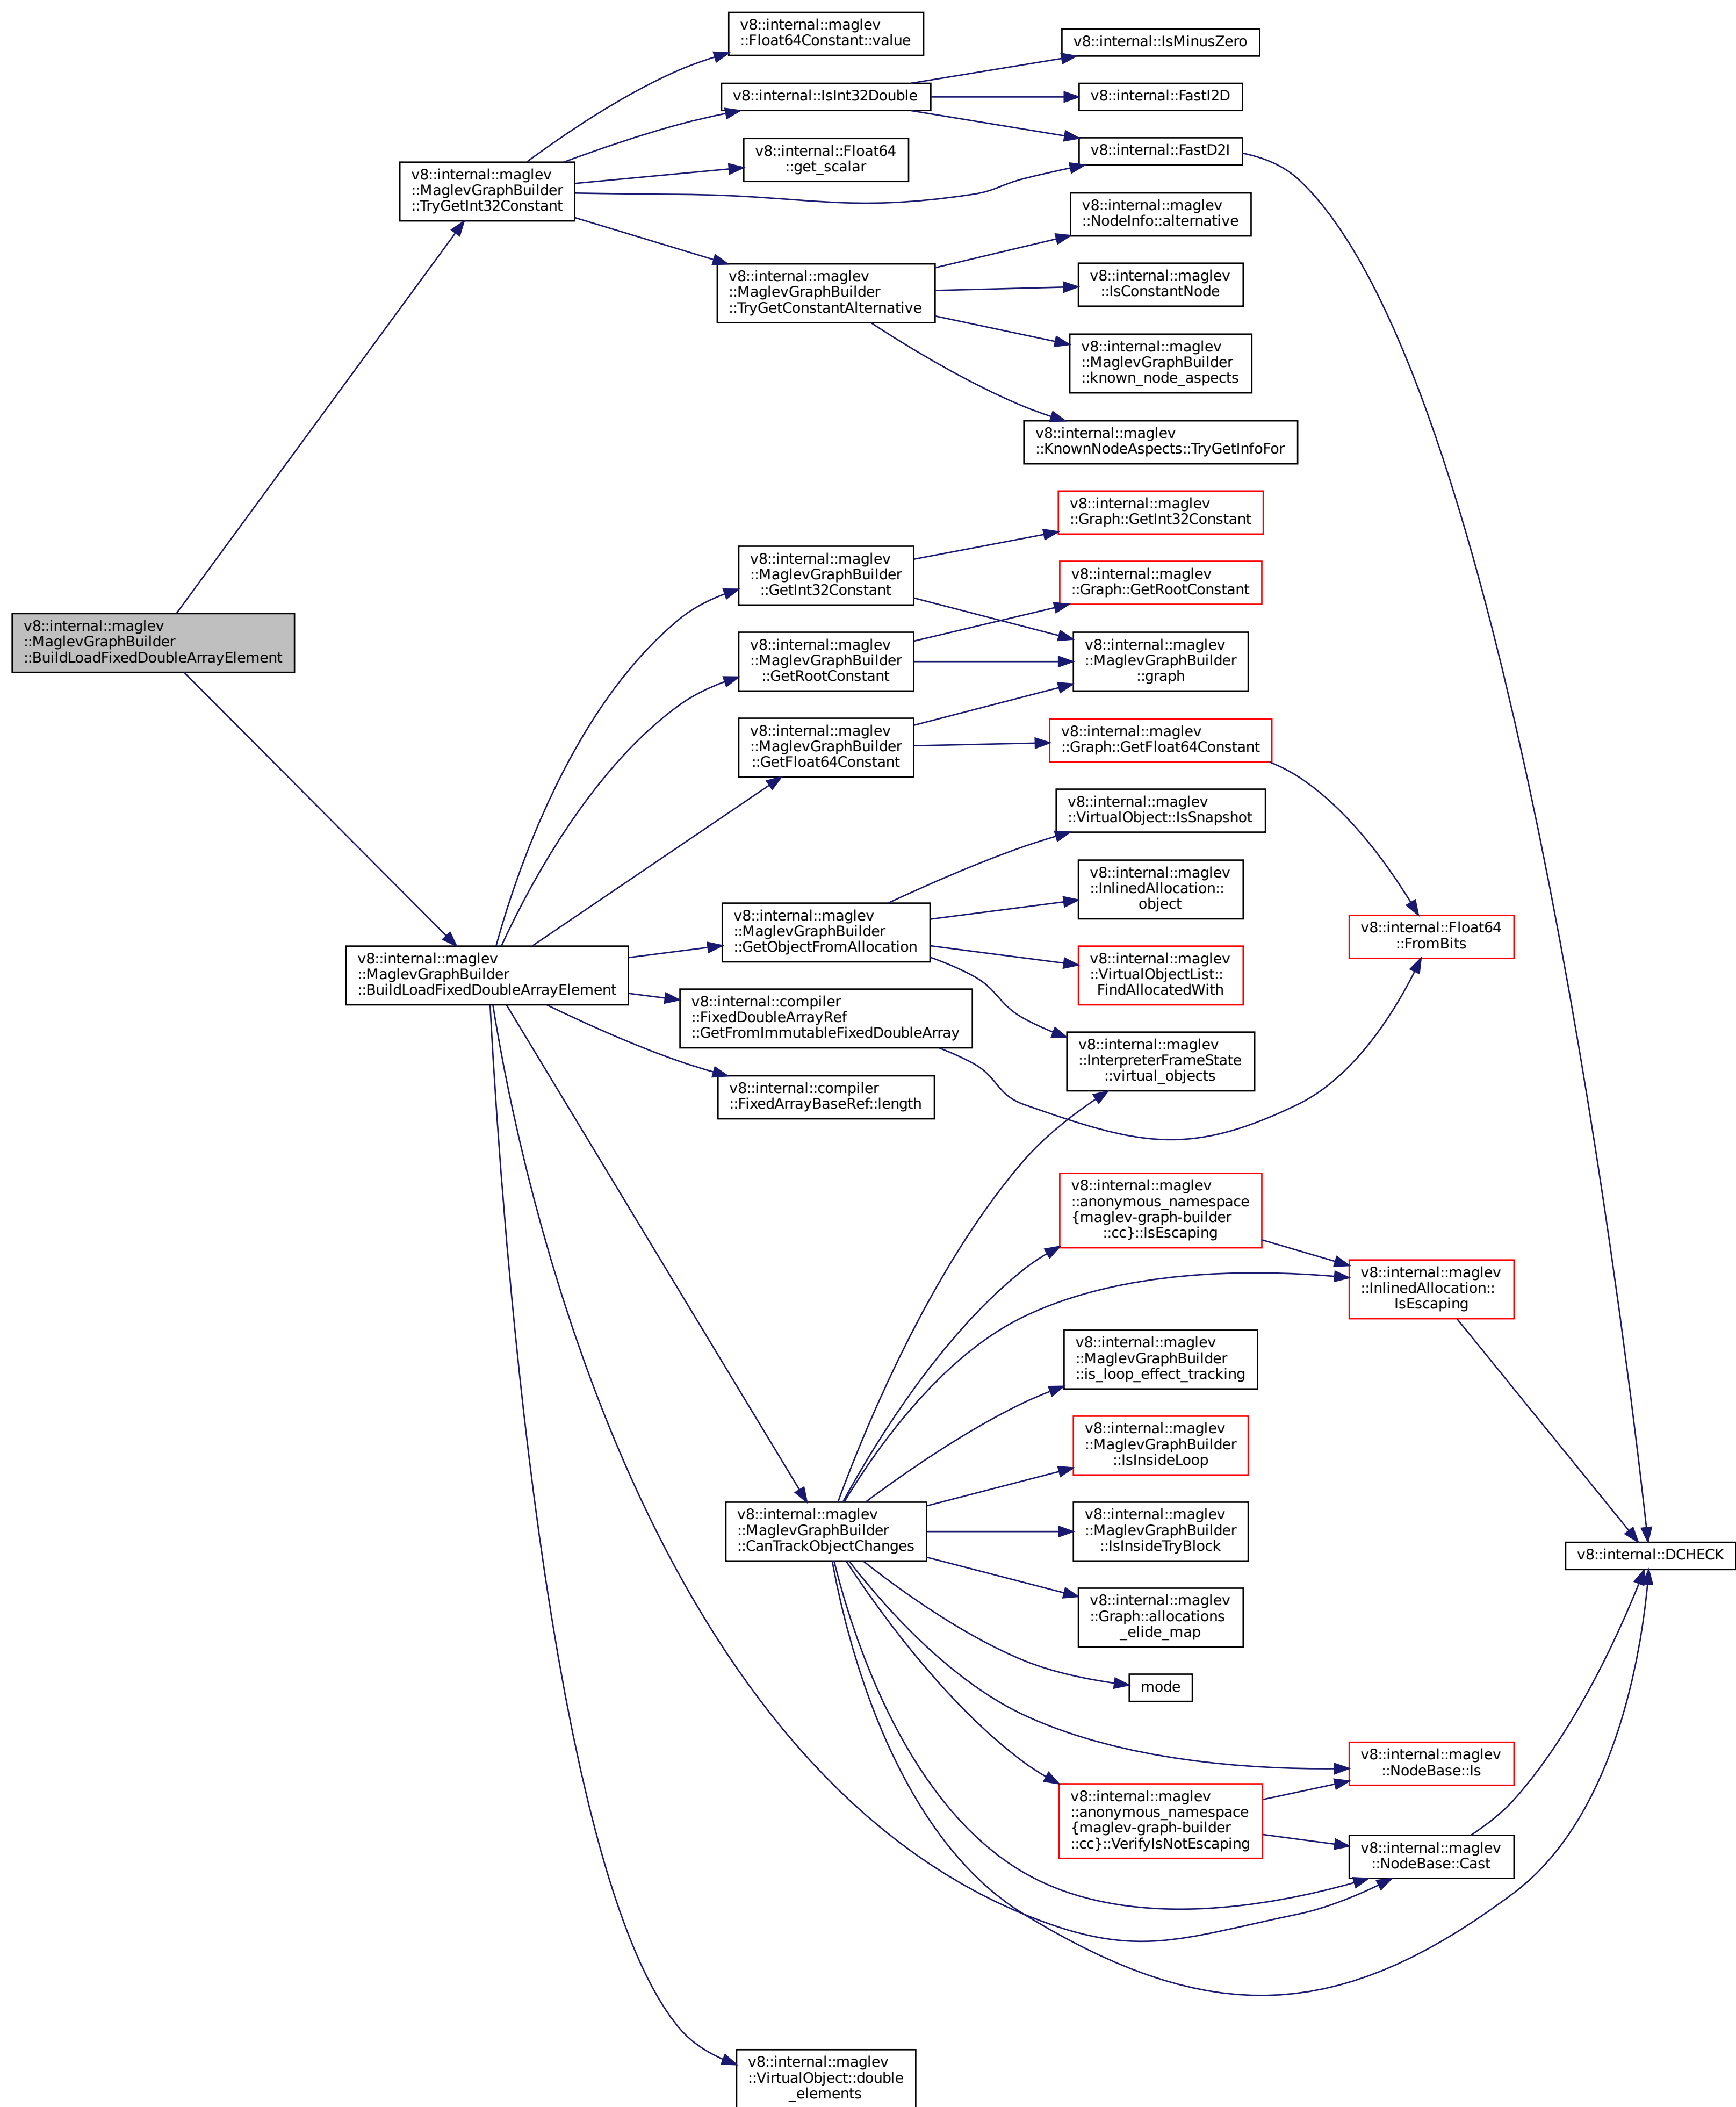 v8::internal::maglev
::MaglevGraphBuilder
::BuildLoadFixedDoubleArrayElement
v8::internal::maglev
::MaglevGraphBuilder
::TryGetInt32Constant
v8::internal::maglev
::Float64Constant::value
v8::internal::IsInt32Double
v8::internal::IsMinusZero
v8::internal::FastI2D
v8::internal::FastD2I
v8::internal::Float64
::get_scalar
v8::internal::maglev
::MaglevGraphBuilder
::TryGetConstantAlternative
v8::internal::maglev
::NodeInfo::alternative
v8::internal::maglev
::IsConstantNode
v8::internal::maglev
::MaglevGraphBuilder
::known_node_aspects
v8::internal::maglev
::KnownNodeAspects::TryGetInfoFor
v8::internal::maglev
::MaglevGraphBuilder
::BuildLoadFixedDoubleArrayElement
v8::internal::maglev
::MaglevGraphBuilder
::GetInt32Constant
v8::internal::maglev
::Graph::GetInt32Constant
v8::internal::maglev
::MaglevGraphBuilder
::GetRootConstant
v8::internal::maglev
::Graph::GetRootConstant
v8::internal::maglev
::MaglevGraphBuilder
::graph
v8::internal::maglev
::MaglevGraphBuilder
::GetFloat64Constant
v8::internal::maglev
::Graph::GetFloat64Constant
v8::internal::Float64
::FromBits
v8::internal::maglev
::MaglevGraphBuilder
::GetObjectFromAllocation
v8::internal::maglev
::VirtualObject::IsSnapshot
v8::internal::maglev
::InlinedAllocation::
object
v8::internal::maglev
::VirtualObjectList::
FindAllocatedWith
v8::internal::maglev
::InterpreterFrameState
::virtual_objects
v8::internal::compiler
::FixedDoubleArrayRef
::GetFromImmutableFixedDoubleArray
v8::internal::compiler
::FixedArrayBaseRef::length
v8::internal::maglev
::MaglevGraphBuilder
::CanTrackObjectChanges
v8::internal::maglev
::anonymous_namespace
{maglev-graph-builder
::cc}::IsEscaping
v8::internal::maglev
::InlinedAllocation::
IsEscaping
v8::internal::maglev
::MaglevGraphBuilder
::is_loop_effect_tracking
v8::internal::maglev
::MaglevGraphBuilder
::IsInsideLoop
v8::internal::maglev
::MaglevGraphBuilder
::IsInsideTryBlock
v8::internal::maglev
::Graph::allocations
_elide_map
mode
v8::internal::maglev
::anonymous_namespace
{maglev-graph-builder
::cc}::VerifyIsNotEscaping
v8::internal::maglev
::NodeBase::Is
v8::internal::maglev
::NodeBase::Cast
v8::internal::DCHECK
v8::internal::maglev
::VirtualObject::double
_elements